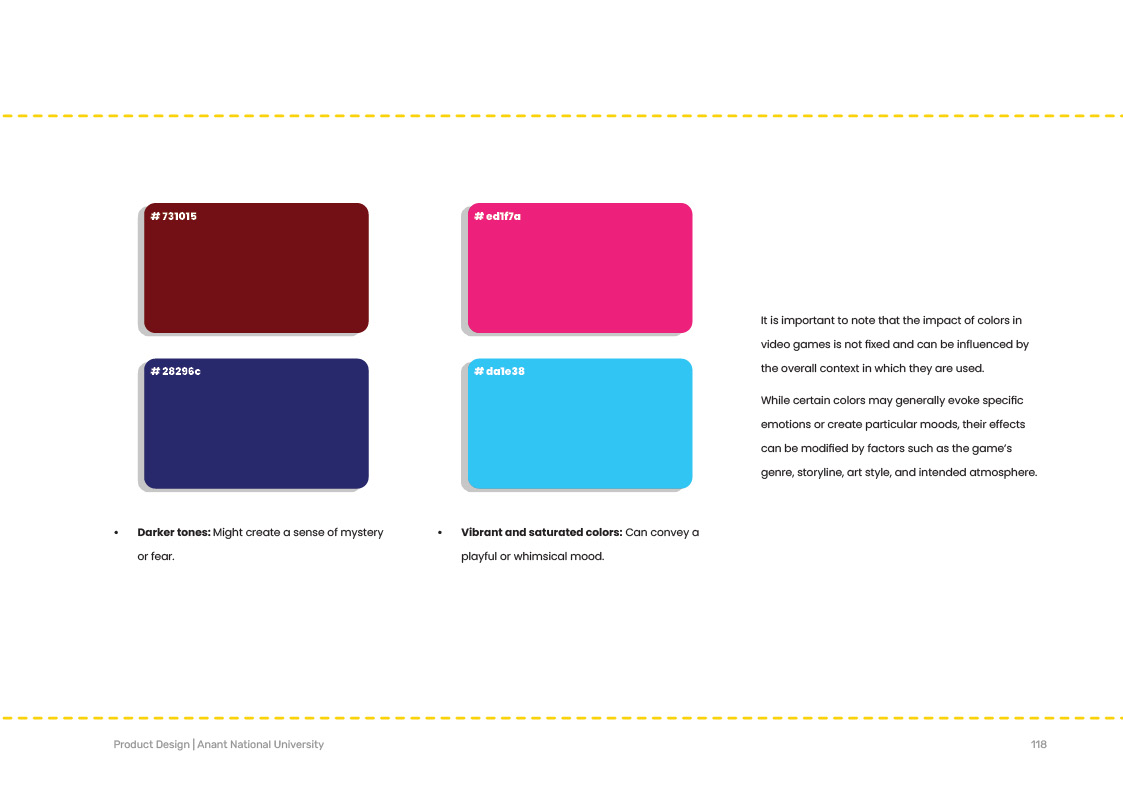 # 731015
# ed1f7a
# 28296c
# da1e38
• Darker tones: Might create a sense of mystery
or fear.
• Vibrant and saturated colors: Can convey a
playful or whimsical mood.
It is important to note that the impact of colors in
video games is not fixed and can be influenced by
the overall context in which they are used.
While certain colors may generally evoke specific
emotions or create particular moods, their effects
can be modified by factors such as the game's
genre, storyline, art style, and intended atmosphere.
Product Design | Anant National University
118